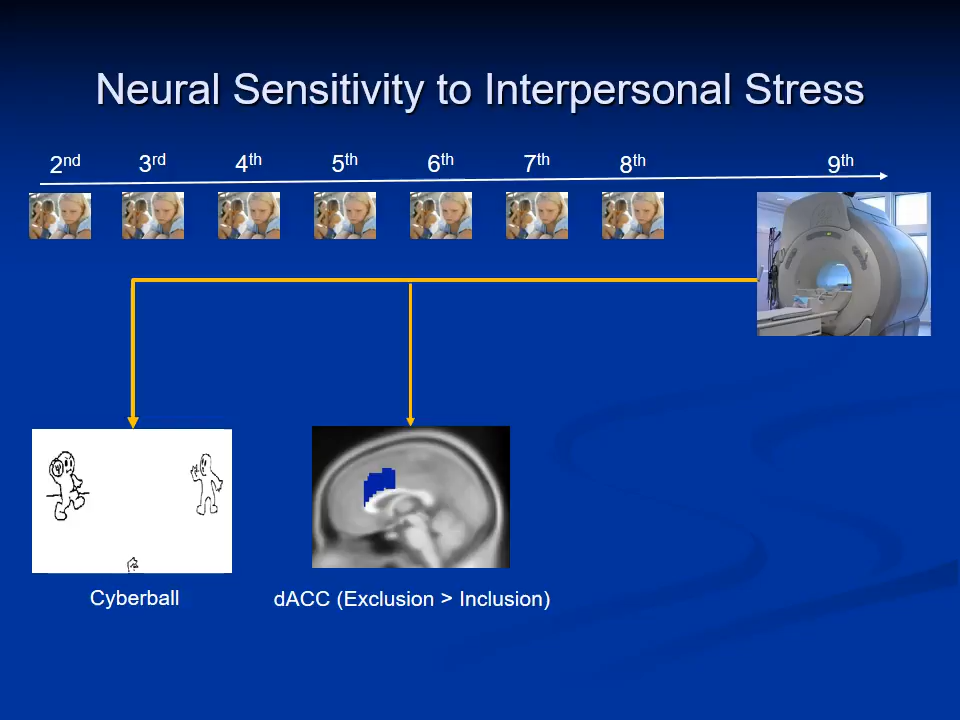 Neural Sensitivity to Interpersonal Stress
2nd 3rd 4th 5th 6th 7th 8th 9th
Cyberball
dACC (Exclusion > Inclusion)